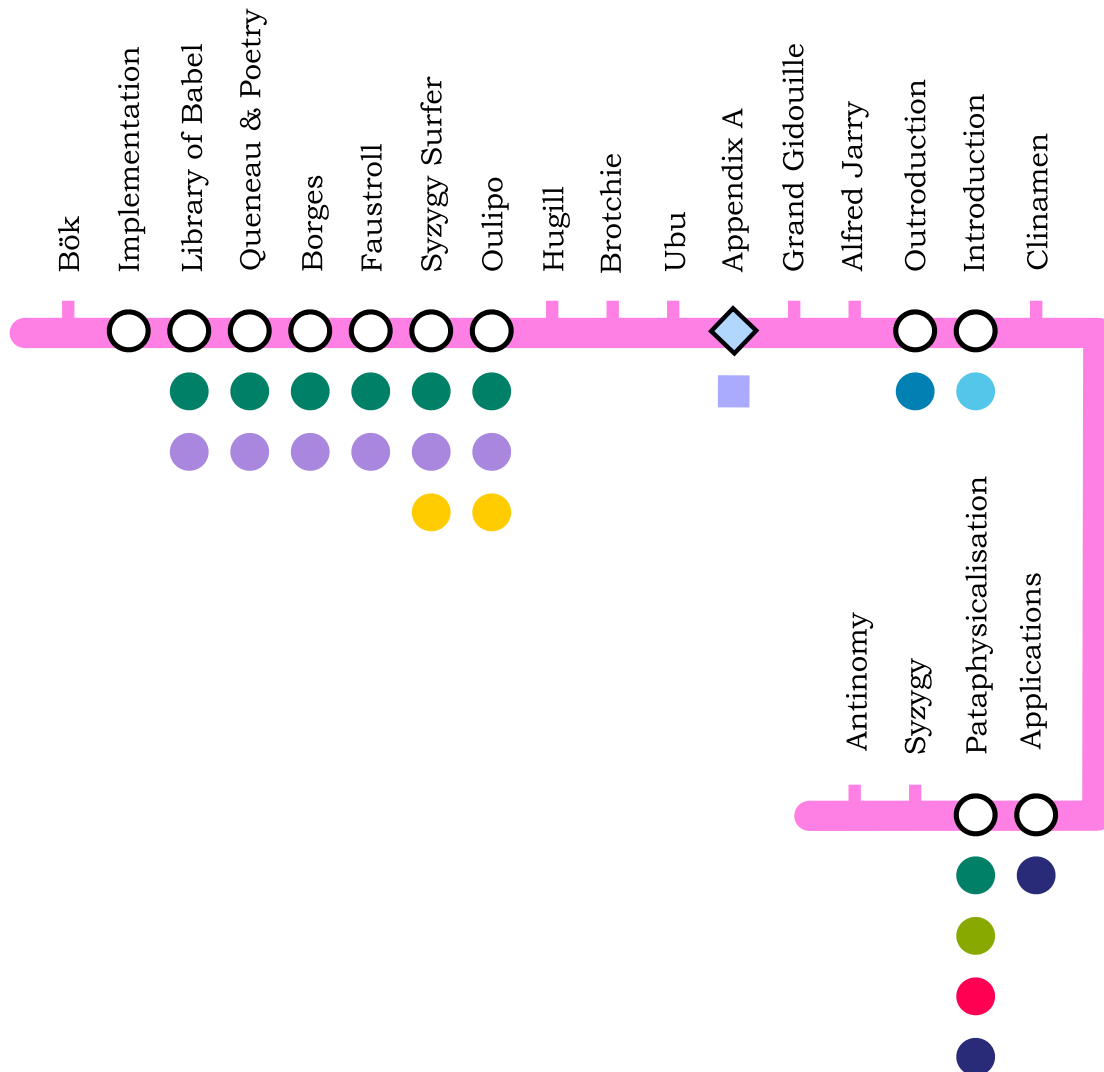 Bök
Implementation
Library of Babel
Queneau & Poetry
Borges
Faustroll
Syzygy Surfer
Oulipo
Hugill
Brotchie
Ubu
Appendix A
Grand Gidouille
Alfred Jarry
Outroduction
Introduction
Clinamen
Antinomy
Syzygy
Pataphysicalisation
Applications